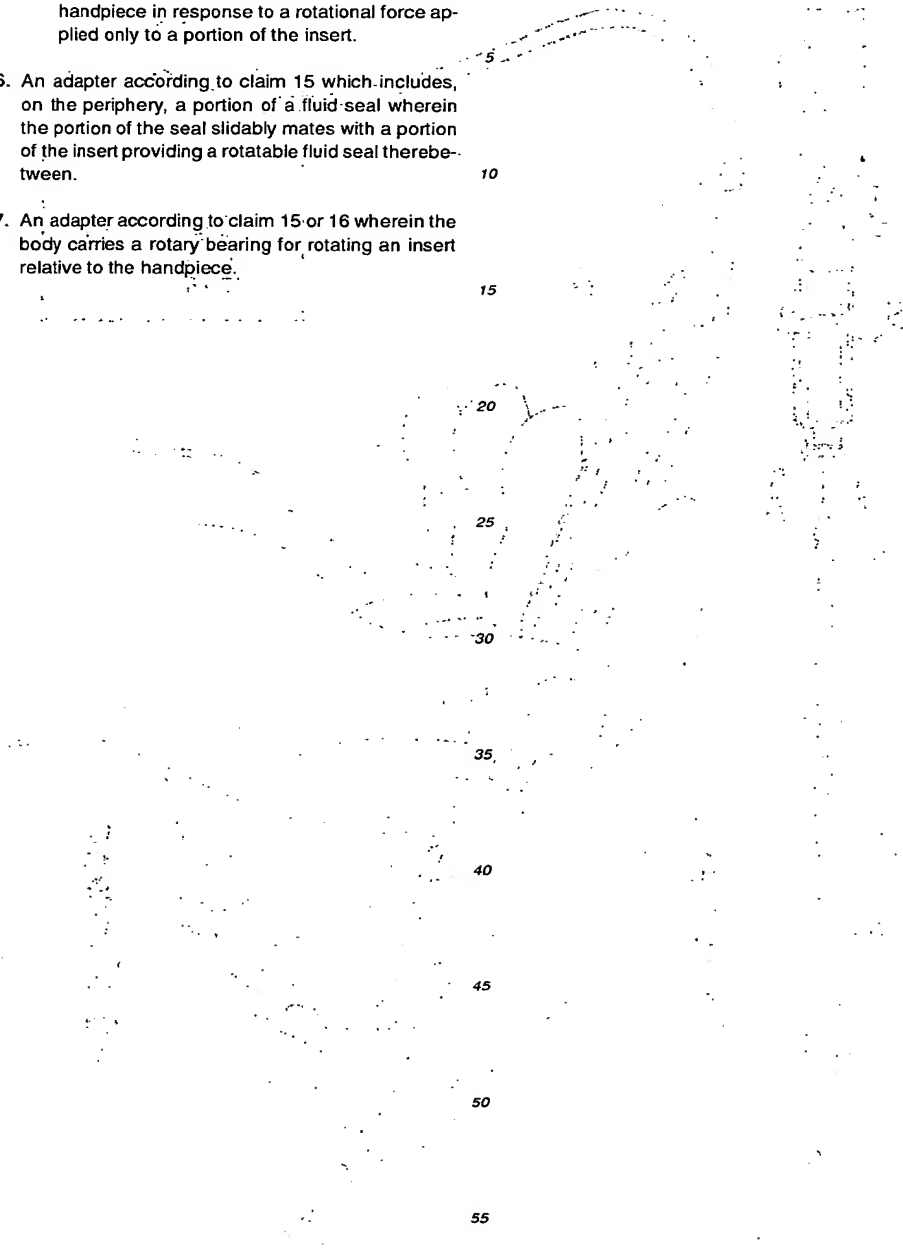 handpiece in response to a rotational force ap-
plied only to a portion of the insert.
6. An adapter according to claim 15 which includes,
on the periphery, a portion of a fluid seal wherein
the portion of the seal slidably mates with a portion
of the insert providing a rotatable fluid seal therebe-
tween.
7. An adapter according to claim 15 or 16 wherein the
body carries a rotary bearing for rotating an insert
relative to the handpiece.
5
10
15
20
25
30
35
40
45
50
55